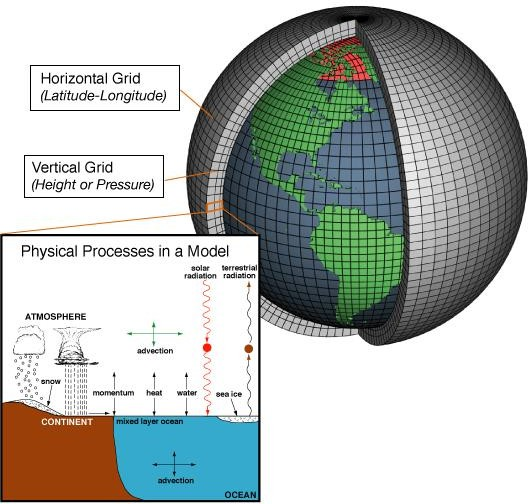 Horizontal Grid
(Latitude-Longitude)
Vertical Grid
(Height or Pressure)
Physical Processes in a Model
solar
radiation
terrestrial
radiation
ATMOSPHERE
advection
snow
momentum
heat
water
sea ice
CONTINENT
mixed layer ocean
advection
OCEAN